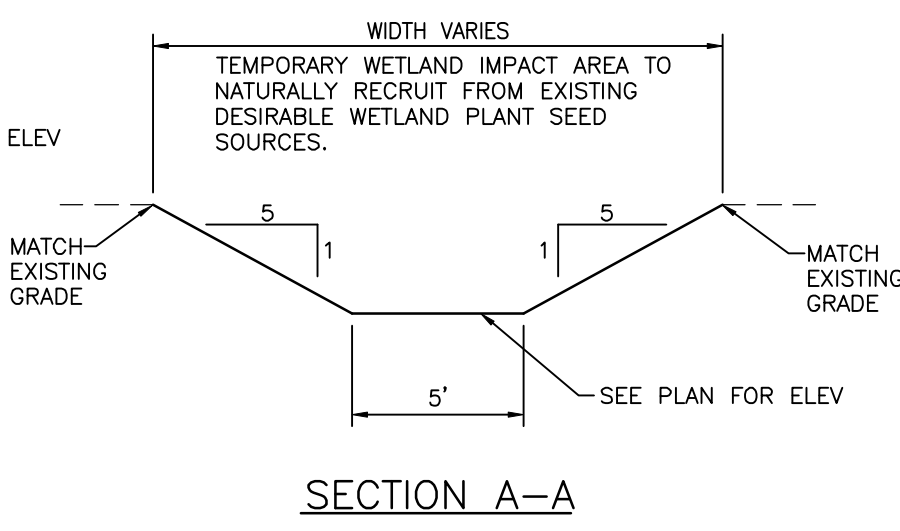 WIDTH VARIES
TEMPORARY WETLAND IMPACT AREA TO
NATURALLY RECRUIT FROM EXISTING
DESIRABLE WETLAND PLANT SEED
SOURCES.
ELEV
5
1
5
1
MATCH
EXISTING
GRADE
MATCH
EXISTING
GRADE
5'
SEE PLAN FOR ELEV
SECTION A-A